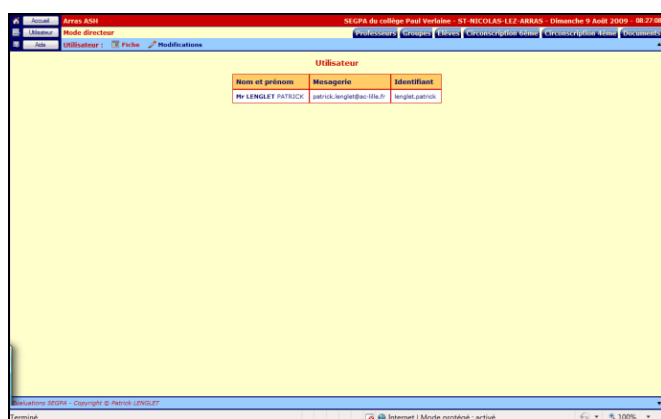 Accueil Arras ASH SEGPA du collège Paul Verlaine - ST-NICOLAS-LEZ-ARRAS - Dimanche 9 Août 2009 - 08:27:08
Utilisateur Mode directeur Professeurs Groupes Elèves Circonscription 6ème Circonscription 4ème Documents
Aide Utilisateur : Fiche Modifications
Utilisateur
Nom et prénom Mesagerie Identifiant
Mr LENGLET PATRICK patrick.lenglet@ac-lille.fr lenglet.patrick
Evaluations SEGPA - Copyright © Patrick LENGLET
Terminé Internet | Mode protégé : activé 100%